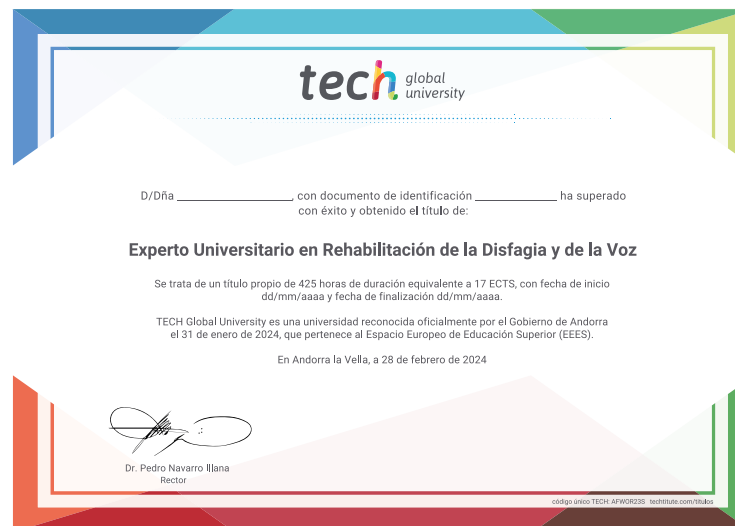 tech global university
D/Dña ____________________, con documento de identificación ______________ ha superado
con éxito y obtenido el título de:
Experto Universitario en Rehabilitación de la Disfagia y de la Voz
Se trata de un título propio de 425 horas de duración equivalente a 17 ECTS, con fecha de inicio
dd/mm/aaaa y fecha de finalización dd/mm/aaaa.
TECH Global University es una universidad reconocida oficialmente por el Gobierno de Andorra
el 31 de enero de 2024, que pertenece al Espacio Europeo de Educación Superior (EEES).
En Andorra la Vella, a 28 de febrero de 2024
Dr. Pedro Navarro Illana
Rector
código único TECH: AFWOR23S techtitute.com/titulos